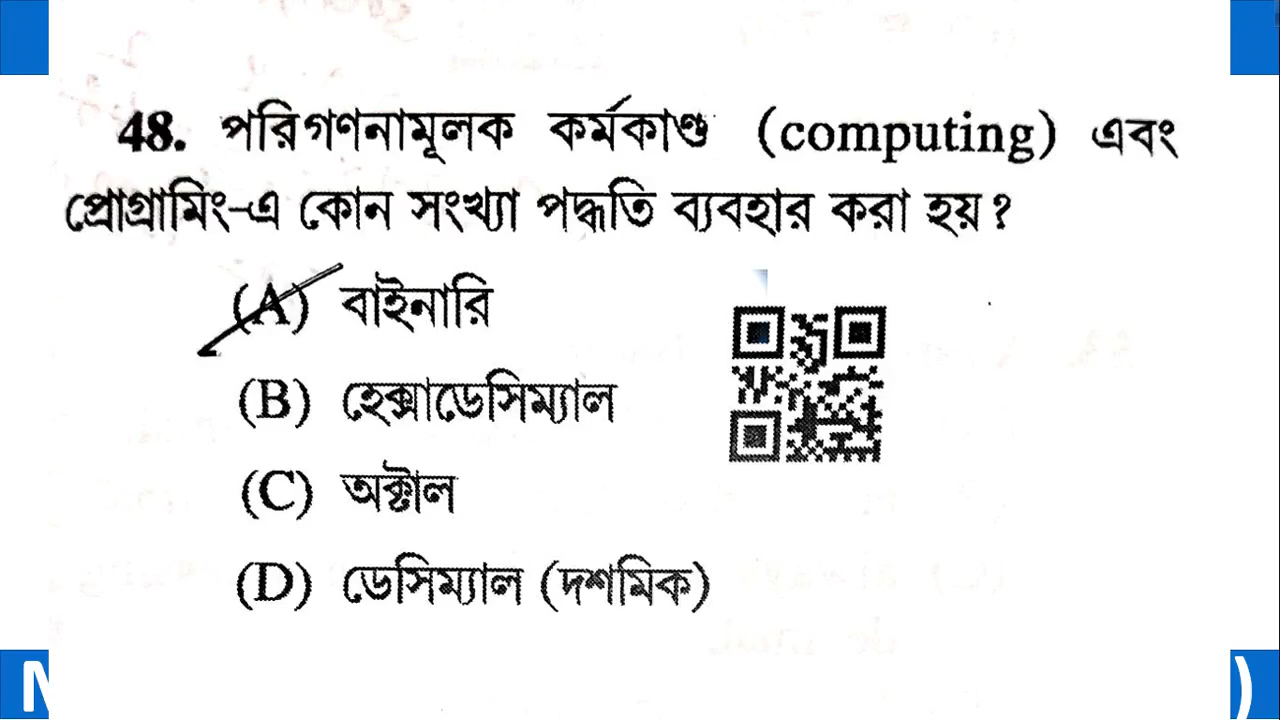 48. পরিগণনামূলক কর্মকাণ্ড (computing) এবং
প্রোগ্রামিং-এ কোন সংখ্যা পদ্ধতি ব্যবহার করা হয়?
(A) বাইনারি
(B) হেক্সাডেসিম্যাল
(C) অক্টাল
(D) ডেসিম্যাল (দশমিক)